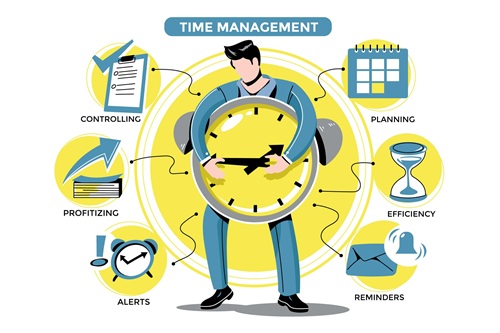 TIME MANAGEMENT
CONTROLLING
PLANNING
PROFITIZING
EFFICIENCY
ALERTS
REMINDERS